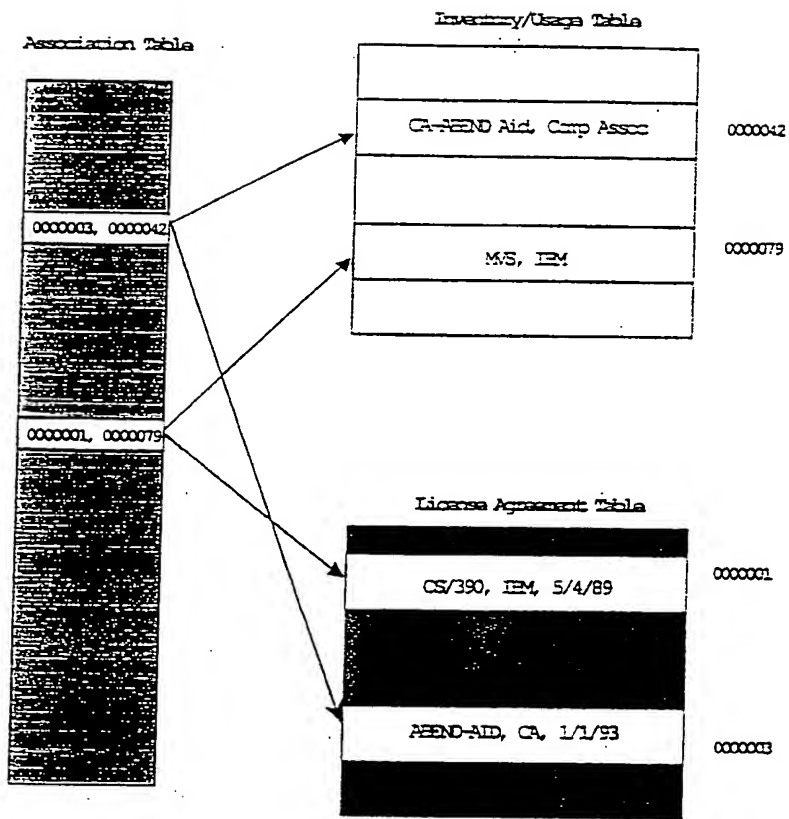 Inventory/Usage Table
Association Table
CA-ABEND Aid, Comp Assoc
0000042
0000003, 0000042
MVS, IBM
0000079
0000001, 0000079
License Agreement Table
OS/390, IBM, 5/4/89
0000001
ABEND-AID, CA, 1/1/93
0000003